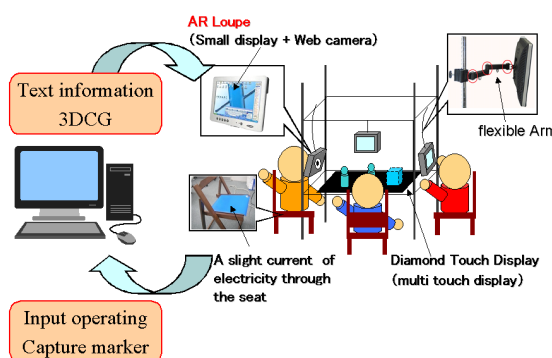 AR Loupe
(Small display + Web camera)
Text information
3DCG
flexible Arm
A slight current of
electricity through
the seat
Diamond Touch Display
(multi touch display)
Input operating
Capture marker